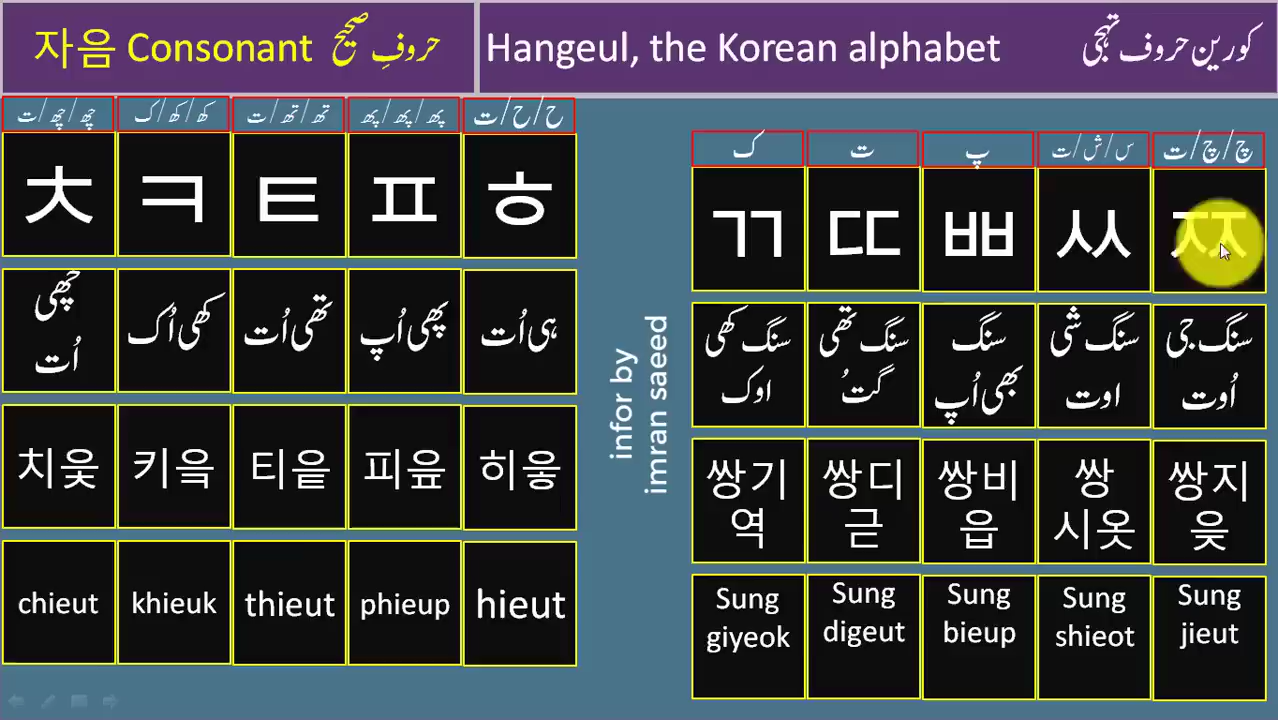 자음 Consonant حروفِ صحیح
Hangeul, the Korean alphabet کورین حروف تہجی
چھ/چھ/ت کھ/کھ/ک تھ/تھ/ت پھ/پھ/پھ ح/ح/ت
ㅊ ㅋ ㅌ ㅍ ㅎ
چھی اُت کھی اُک تھی اُت پھی اُپ ہی اُت
치읓 키읔 티읕 피읖 히읗
chieut khieuk thieut phieup hieut
infor by
imran saeed
ک ت پ س/ش/ت چ/چ/ت
ㄲ ㄸ ㅃ ㅆ ㅉ
سنگ کھی سنگ تھی سنگ سنگ شی سنگ جی
اوک گتُ بھی اُپ اوت اُوت
쌍기 쌍디 쌍비 쌍 쌍지
역 귿 읍 시옷 읒
Sung Sung Sung Sung Sung
giyeok digeut bieup shieot jieut